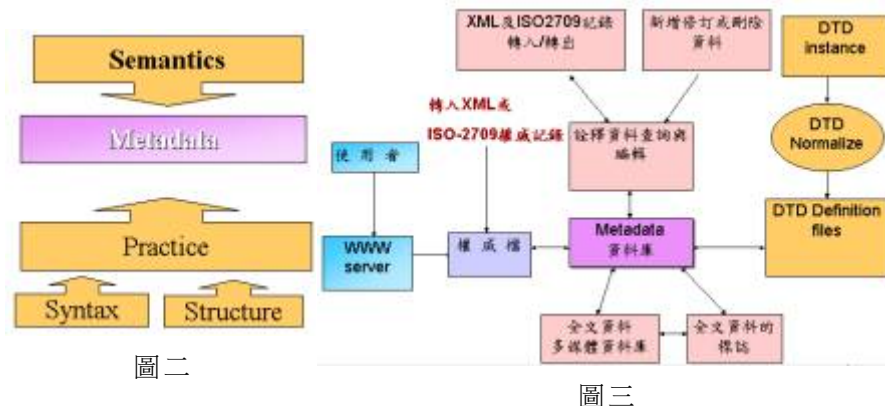 Semantics
Metadata
Practice
Syntax
Structure
圖二
XML及ISO2709記錄
轉入/轉出
新增修訂或刪除
資料
DTD
instance
轉入XML或
ISO-2709權威記錄
詮釋資料查詢與
編輯
DTD
Normalize
使用者
WWW
server
權威檔
Metadata
資料庫
DTD Definition
files
全文資料
多媒體資料庫
全文資料的
標誌
圖三